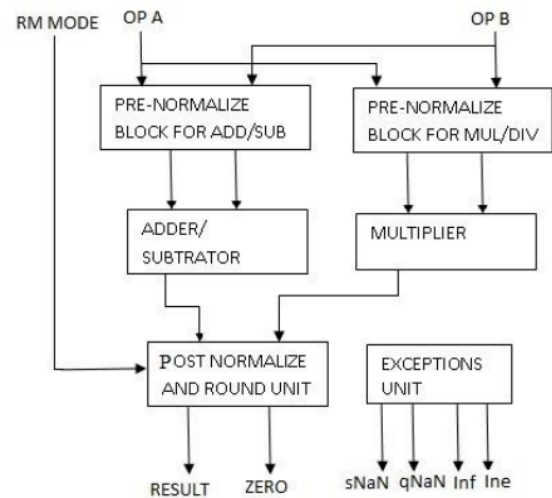 RM MODE
OP A
OP B
PRE-NORMALIZE
BLOCK FOR ADD/SUB
PRE-NORMALIZE
BLOCK FOR MUL/DIV
ADDER/
SUBTRATOR
MULTIPLIER
POST NORMALIZE
AND ROUND UNIT
EXCEPTIONS
UNIT
RESULT
ZERO
sNaN
qNaN
Inf
Ine